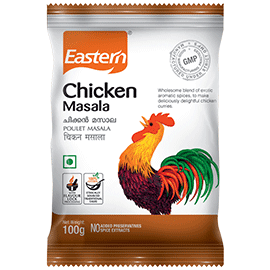 Eastern
Chicken
Masala
ചിക്കൻ മസാല
POULET MASALA
चिकन मसाला
GMP
Wholesome blend of exotic
aromatic spices, to make
deliciously delightful chicken
curries.
100g
NO ADDED PRESERVATIVES
SPICE EXTRACTS